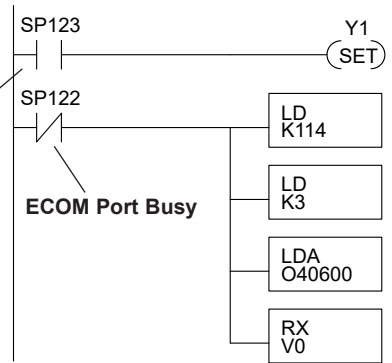 SP123
Y1
SET
SP122
LD
K114
ECOM Port Busy
LD
K3
LDA
O40600
RX
V0